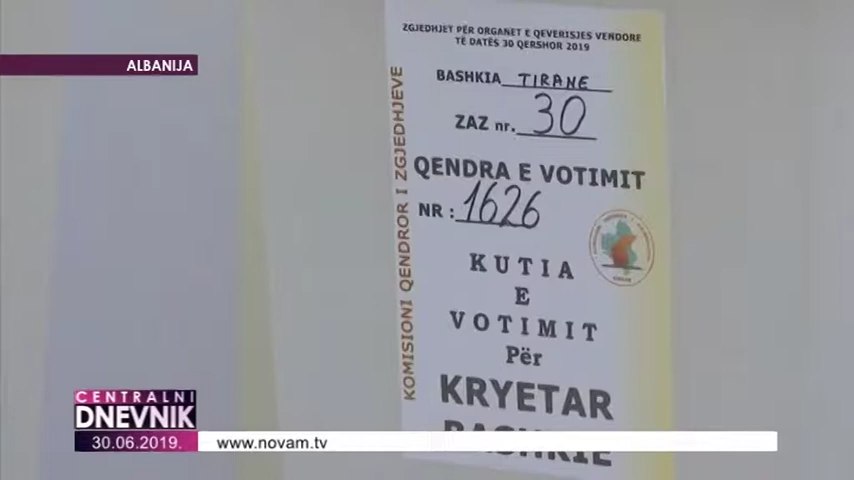 ALBANIJA
ZGJEDHJET PËR ORGANET E QEVERISJES VENDORE
TË DATËS 30 QERSHOR 2019
BASHKIA TIRANE
ZAZ nr. 30
QENDRA E VOTIMIT
NR : 1626
KUTIA
E
VOTIMIT
Për
KRYETAR
BASHKIE
KOMISIONI QENDROR I ZGJEDHJEVE
CENTRALNI
DNEVNIK
30.06.2019.
www.novam.tv